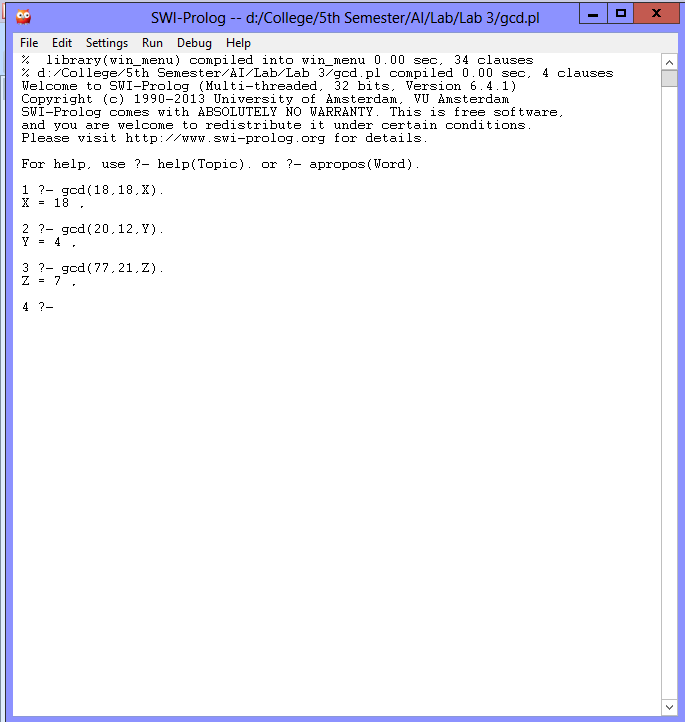 SWI-Prolog -- d:/College/5th Semester/AI/Lab/Lab 3/gcd.pl
File Edit Settings Run Debug Help
%  library(win_menu) compiled into win_menu 0.00 sec, 34 clauses
% d:/College/5th Semester/AI/Lab/Lab 3/gcd.pl compiled 0.00 sec, 4 clauses
Welcome to SWI-Prolog (Multi-threaded, 32 bits, Version 6.4.1)
Copyright (c) 1990-2013 University of Amsterdam, VU Amsterdam
SWI-Prolog comes with ABSOLUTELY NO WARRANTY. This is free software,
and you are welcome to redistribute it under certain conditions.
Please visit http://www.swi-prolog.org for details.
For help, use ?- help(Topic). or ?- apropos(Word).
1 ?- gcd(18,18,X).
X = 18 .
2 ?- gcd(20,12,Y).
Y = 4 .
3 ?- gcd(77,21,Z).
Z = 7 .
4 ?-